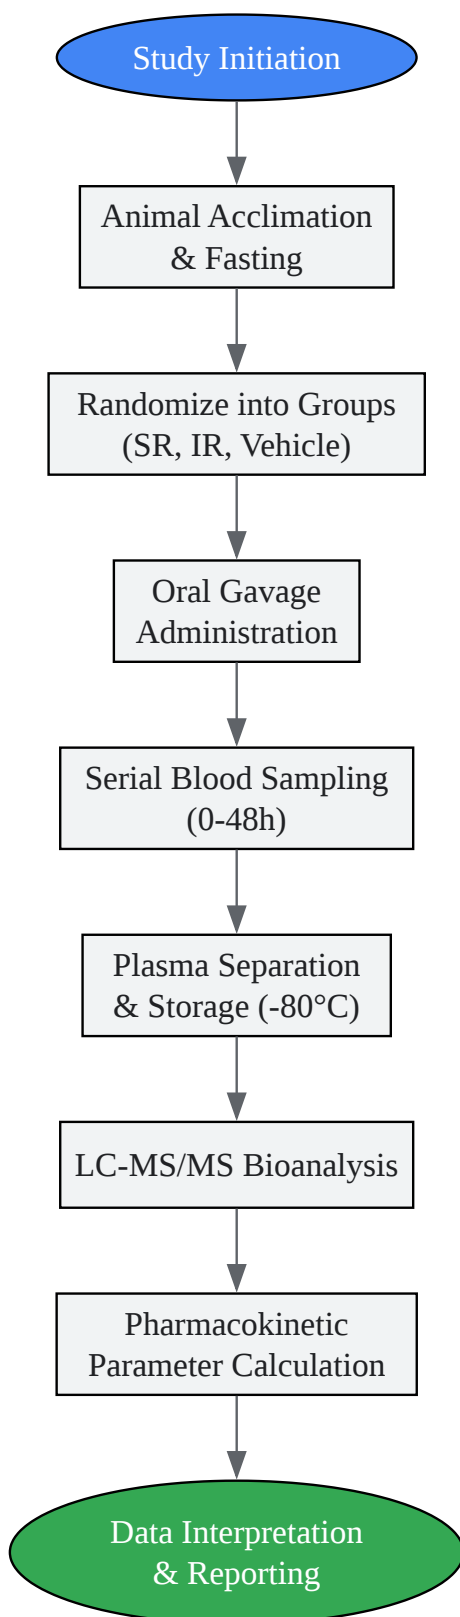 Study Initiation
Animal Acclimation
& Fasting
Randomize into Groups
(SR, IR, Vehicle)
Oral Gavage
Administration
Serial Blood Sampling
(0-48h)
Plasma Separation
& Storage (-80°C)
LC-MS/MS Bioanalysis
Pharmacokinetic
Parameter Calculation
Data Interpretation
& Reporting